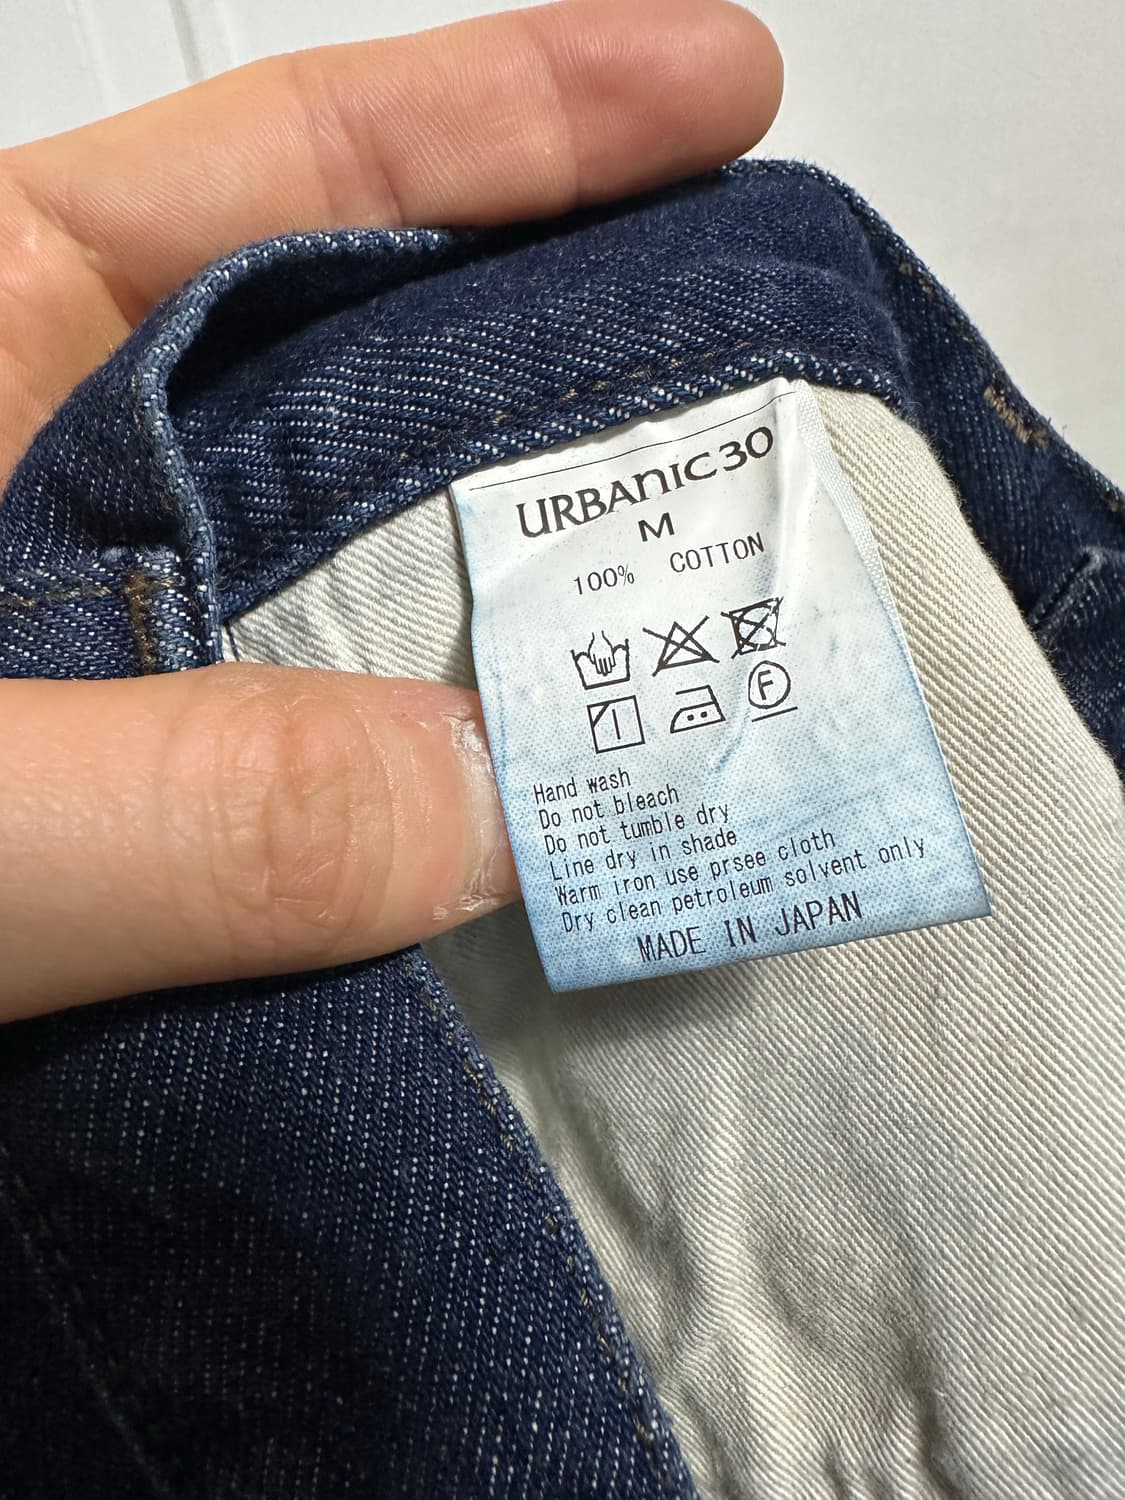 URBANIC30
M
100% COTTON
F
Hand wash
Do not bleach
Do not tumble dry
Line dry in shade
Warm iron use prsee cloth
Dry clean petroleum solvent only
MADE IN JAPAN